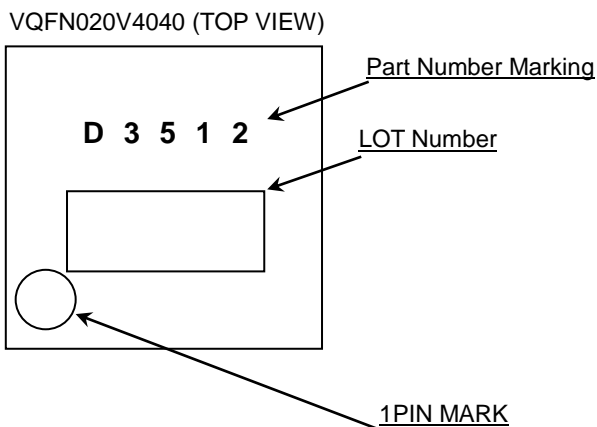 VQFN020V4040 (TOP VIEW)
Part Number Marking
D 3 5 1 2
LOT Number
1PIN MARK